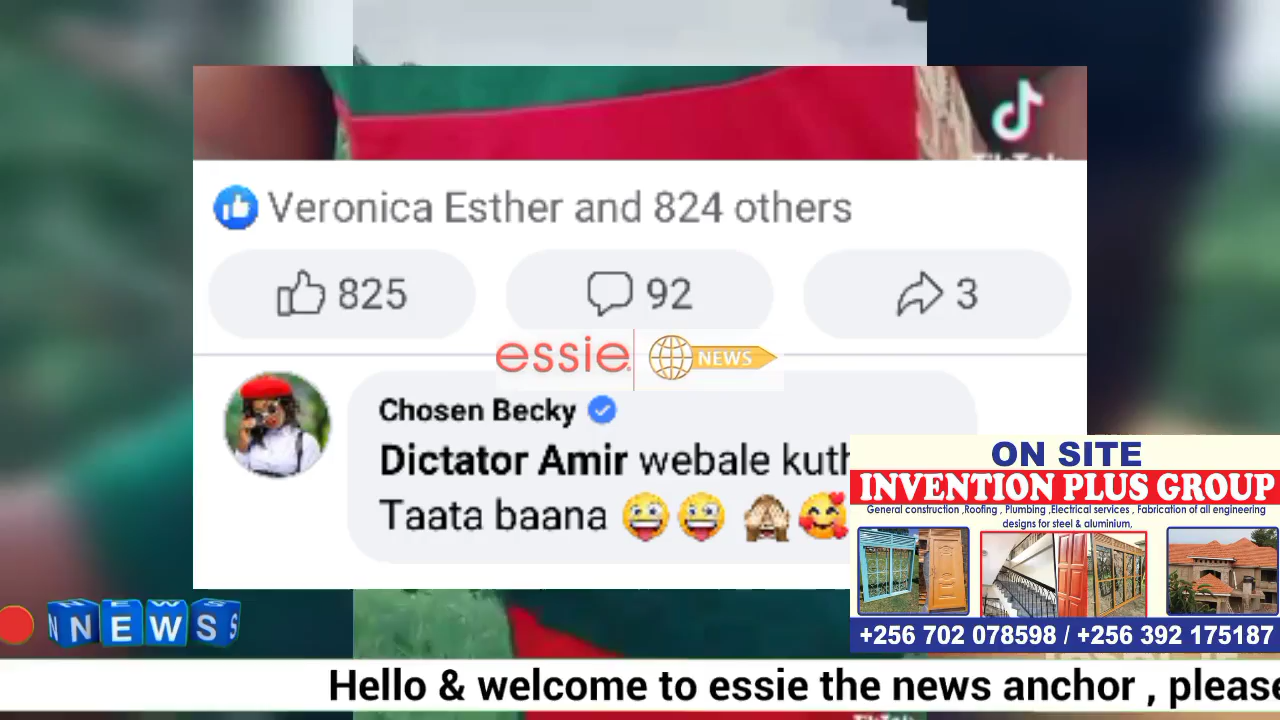 TikTok
Veronica Esther and 824 others
825
92
3
essie
NEWS
Chosen Becky
Dictator Amir webale
Taata baana
ON SITE
INVENTION PLUS GROUP
General construction ,Roofing , Plumbing ,Electrical services , Fabrication of all engineering
designs for steel & aluminium,
+256 702 078598 / +256 392 175187
NEWS
Hello & welcome to essie the news anchor , please